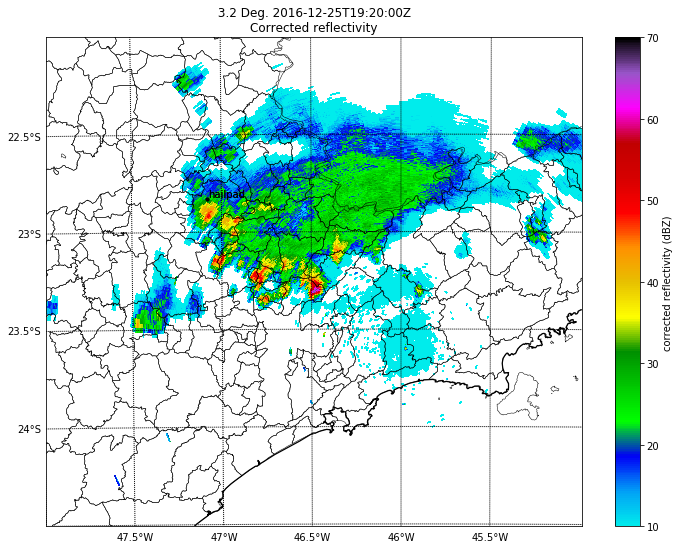 3.2 Deg. 2016-12-25T19:20:00Z
Corrected reflectivity
70
60
50
40
30
20
10
corrected reflectivity (dBZ)
22.5°S
23°S
23.5°S
24°S
47.5°W
47°W
46.5°W
46°W
45.5°W